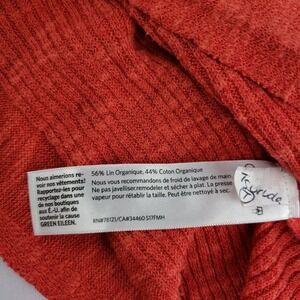 Nous aimerions re-
voir nos vêtements!
Rapportez-les pour
recyclage dans une
de nos boutiques
aux É.-U. afin de
soutenir la cause
GREEN EILEEN.
56% Lin Organique, 44% Coton Organique
Nous vous recommandons de froid de lavage de main
Ne pas javelliser.remodeler et sécher à plat. La presse
vapeur pour rétablir la taille. Peut être nettoyé à sec.
RN#78121/CA#34460 S17FMH